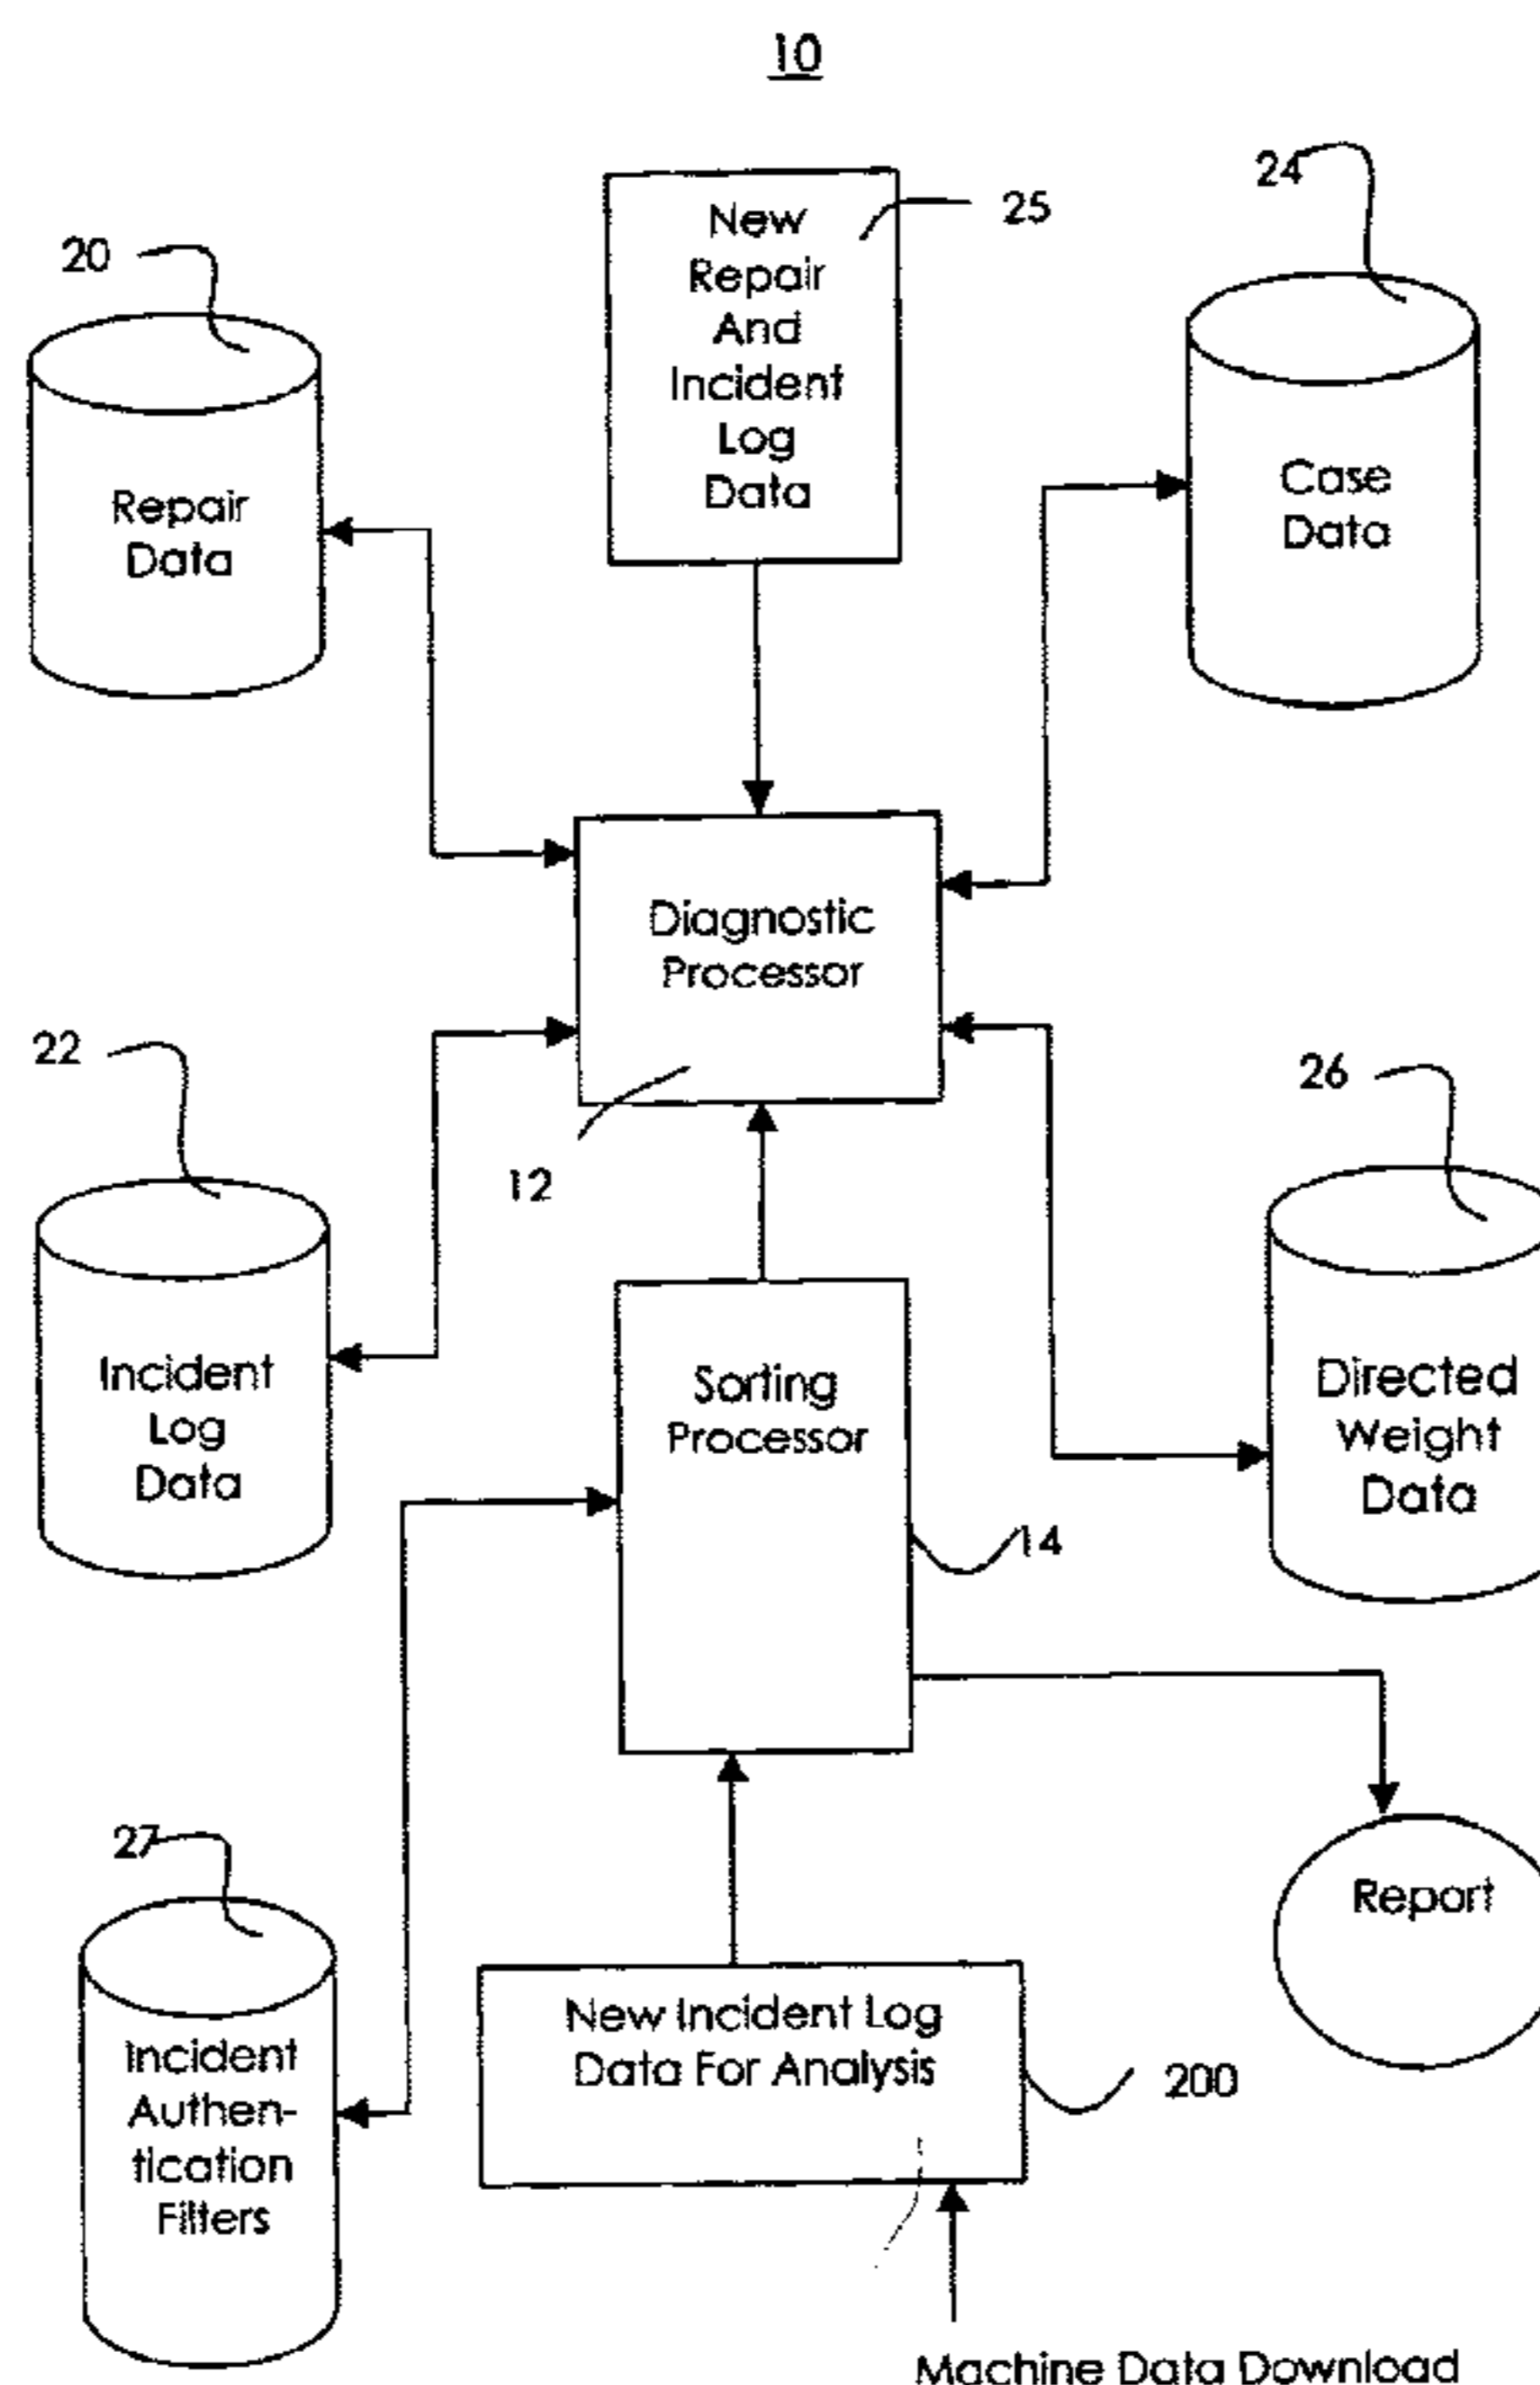 10
24
25
New
Repair
And
Incident
Log
Data
20
Case
Data
Repair
Data
Diagnostic
Processor
22
26
12
Sorting
Processor
Incident
Log
Data
Directed
Weight
Data
14
27
Report
New Incident Log
Data For Analysis
200
Incident
Authen-
tication
Filters
Machine Data Download